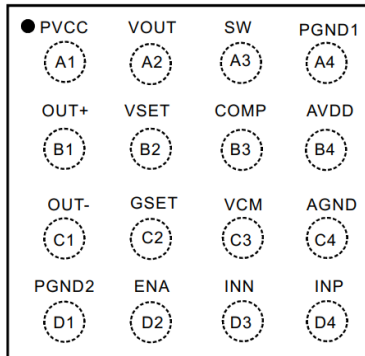 PVCC VOUT SW PGND1
A1 A2 A3 A4
OUT+ VSET COMP AVDD
B1 B2 B3 B4
OUT- GSET VCM AGND
C1 C2 C3 C4
PGND2 ENA INN INP
D1 D2 D3 D4